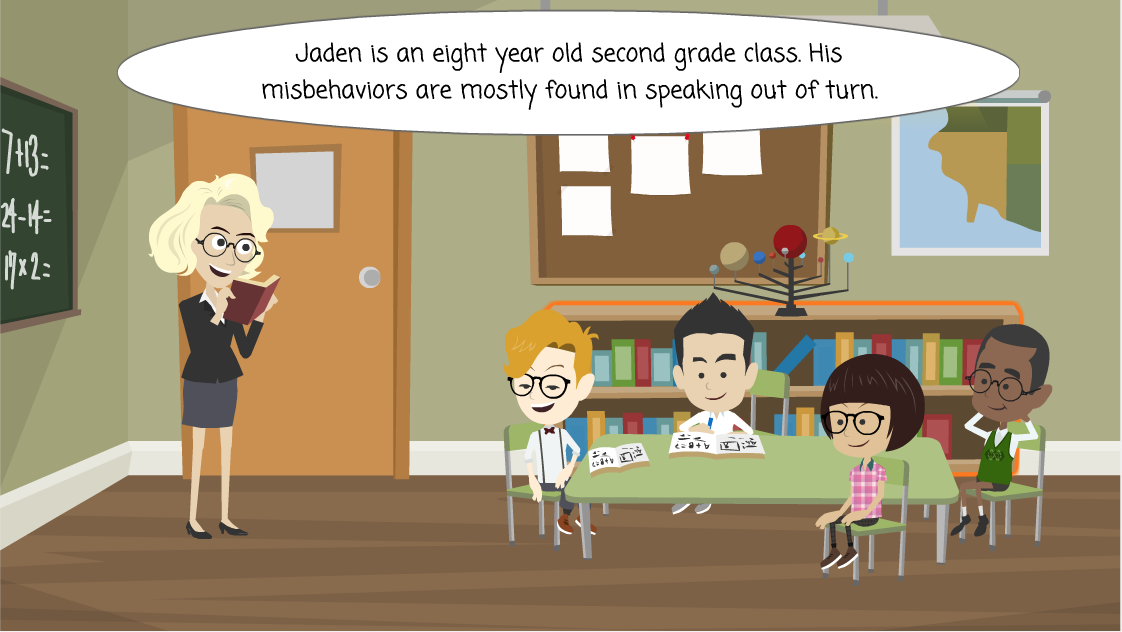 Jaden is an eight year old second grade class. His
misbehaviors are mostly found in speaking out of turn.
7+13=
24-14=
17x2=
A+B=?
A+B=?